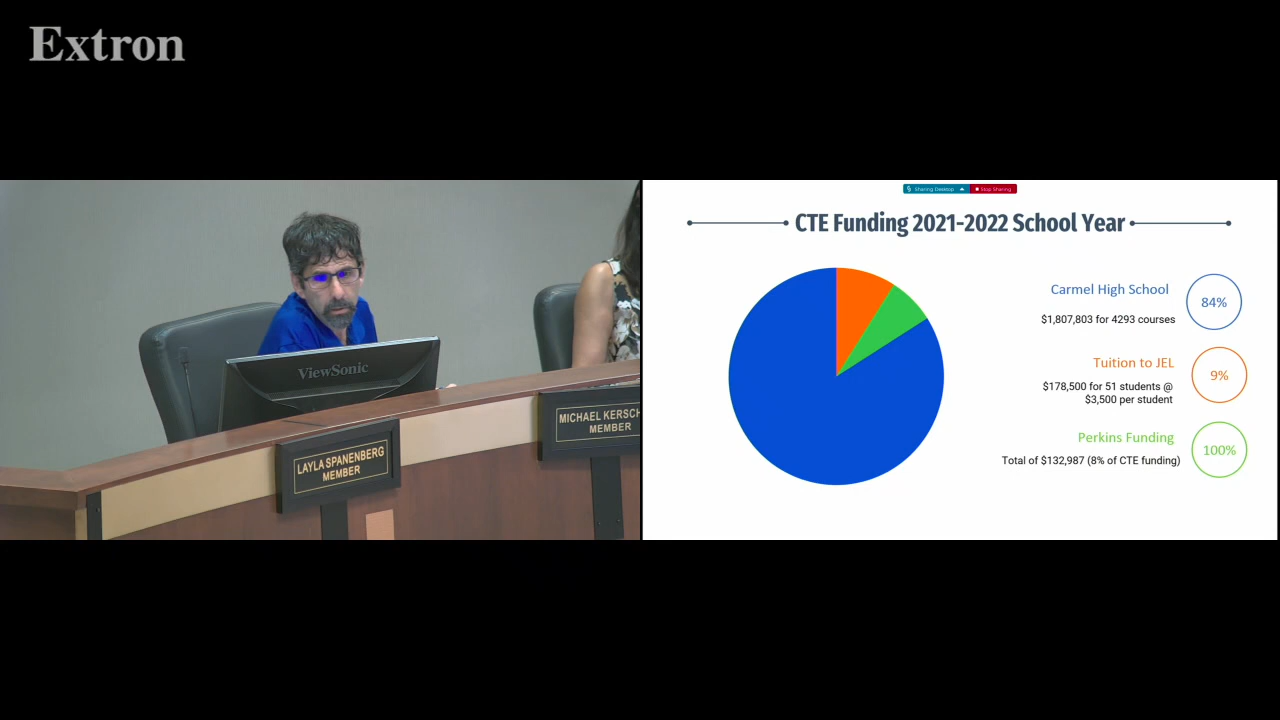 Extron
ViewSonic
LAYLA SPANENBERG
MEMBER
MICHAEL KERSCH
MEMBER
Sharing Desktop
Stop Sharing
CTE Funding 2021-2022 School Year
Carmel High School
84%
$1,807,803 for 4293 courses
Tuition to JEL
9%
$178,500 for 51 students @
$3,500 per student
Perkins Funding
100%
Total of $132,987 (8% of CTE funding)